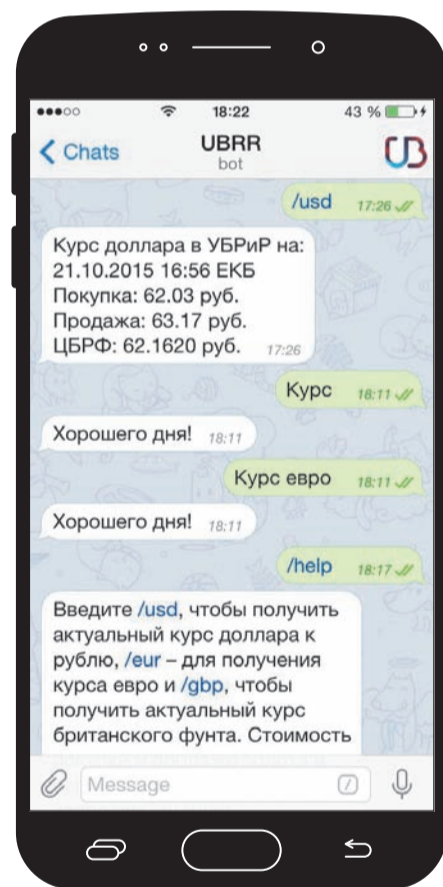 18:22
43 %
Chats
UBRR
bot
UB
/usd 17:26
Курс доллара в УБРиР на:
21.10.2015 16:56 ЕКБ
Покупка: 62.03 руб.
Продажа: 63.17 руб.
ЦБРФ: 62.1620 руб. 17:26
Курс 18:11
Хорошего дня! 18:11
Курс евро 18:11
Хорошего дня! 18:11
/help 18:17
Введите /usd, чтобы получить
актуальный курс доллара к
рублю, /eur – для получения
курса евро и /gbp, чтобы
получить актуальный курс
британского фунта. Стоимость
Message
/